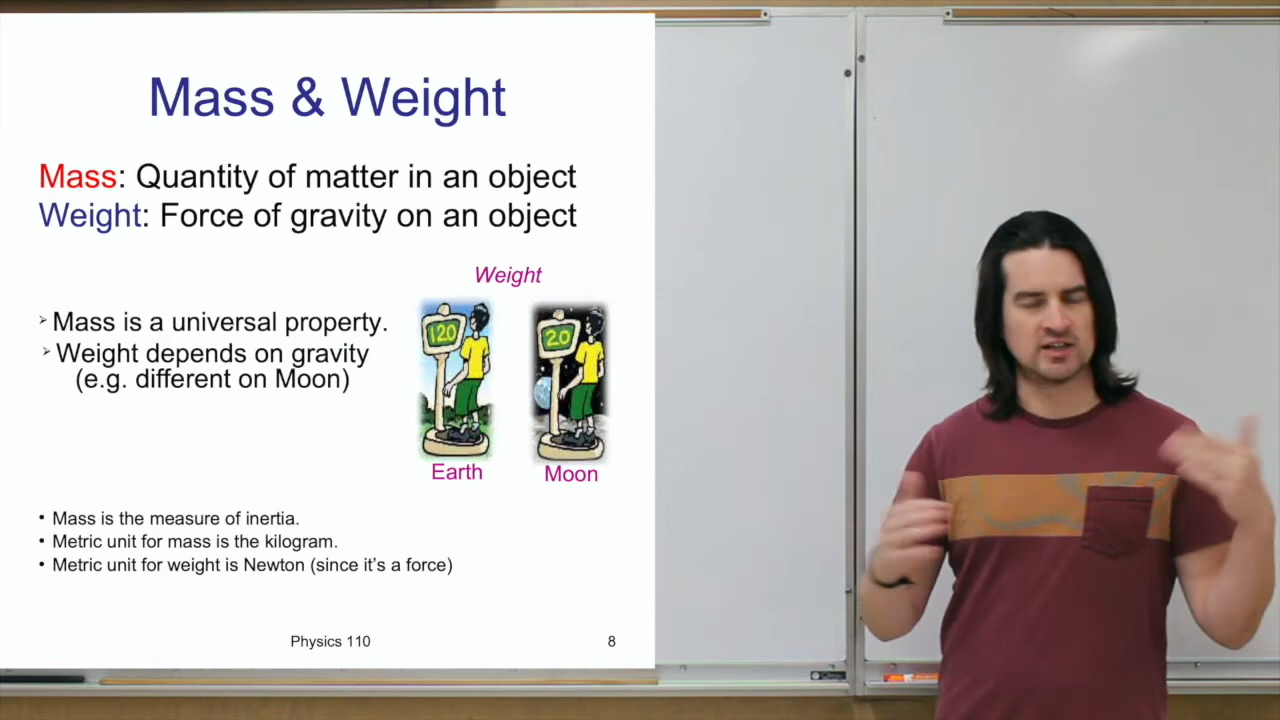 Mass & Weight
Mass: Quantity of matter in an object
Weight: Force of gravity on an object
Weight
120
20
➢ Mass is a universal property.
➢ Weight depends on gravity
(e.g. different on Moon)
Earth
Moon
• Mass is the measure of inertia.
• Metric unit for mass is the kilogram.
• Metric unit for weight is Newton (since it's a force)
Physics 110
8